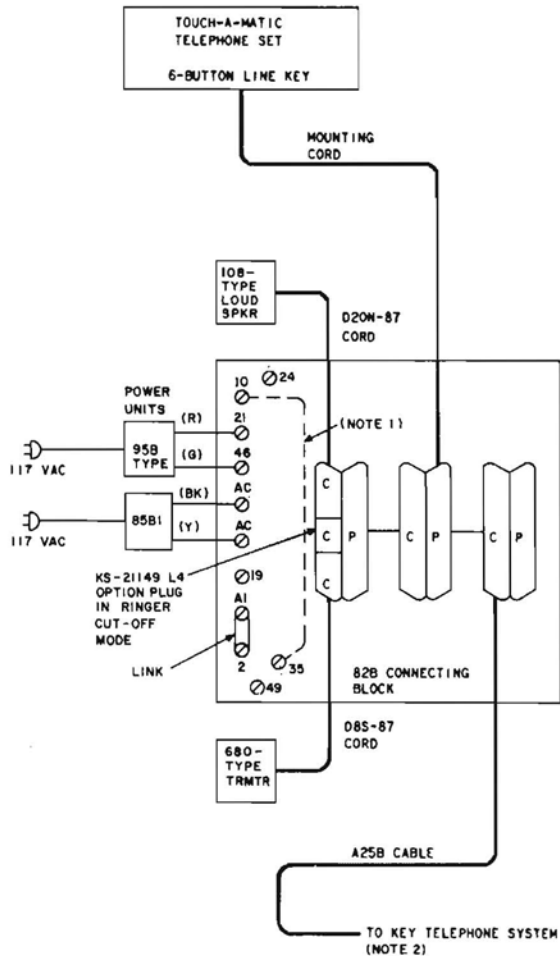 TOUCH-A-MATIC
TELEPHONE SET
6-BUTTON LINE KEY
MOUNTING
CORD
108-
TYPE
LOUD
SPKR
D20N-87
CORD
10
24
POWER
UNITS
(R)
21
(NOTE 1)
95B
TYPE
(G)
46
117 VAC
(BK)
AC
85B1
(Y)
AC
117 VAC
C
C
P
C
C
P
C
P
KS-21149 L4
OPTION PLUG
IN RINGER
CUT-OFF
MODE
19
A1
LINK
2
35
49
82B CONNECTING
BLOCK
D8S-87
CORD
680-
TYPE
TRMTR
A25B CABLE
TO KEY TELEPHONE SYSTEM
(NOTE 2)